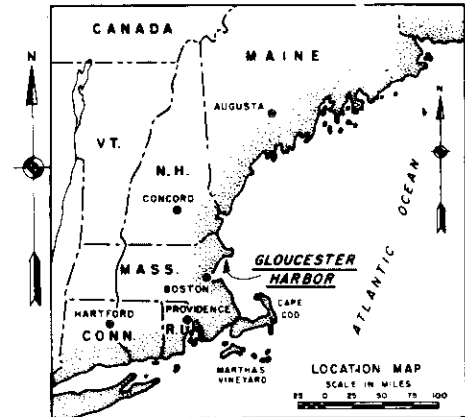 CANADA
MAINE
N
N
AUGUSTA
VT.
N.H.
CONCORD
ATLANTIC OCEAN
MASS.
GLOUCESTER
HARBOR
BOSTON
HARTFORD
PROVIDENCE
CAPE
COD
CONN.
R.I.
MARTHAS
VINEYARD
LOCATION MAP
SCALE IN MILES
25 0 25 50 75 100